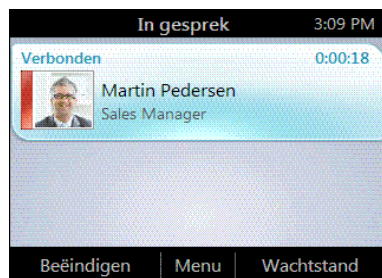 In gesprek 3:09 PM
Verbonden 0:00:18
Martin Pedersen
Sales Manager
Beëindigen Menu Wachtstand